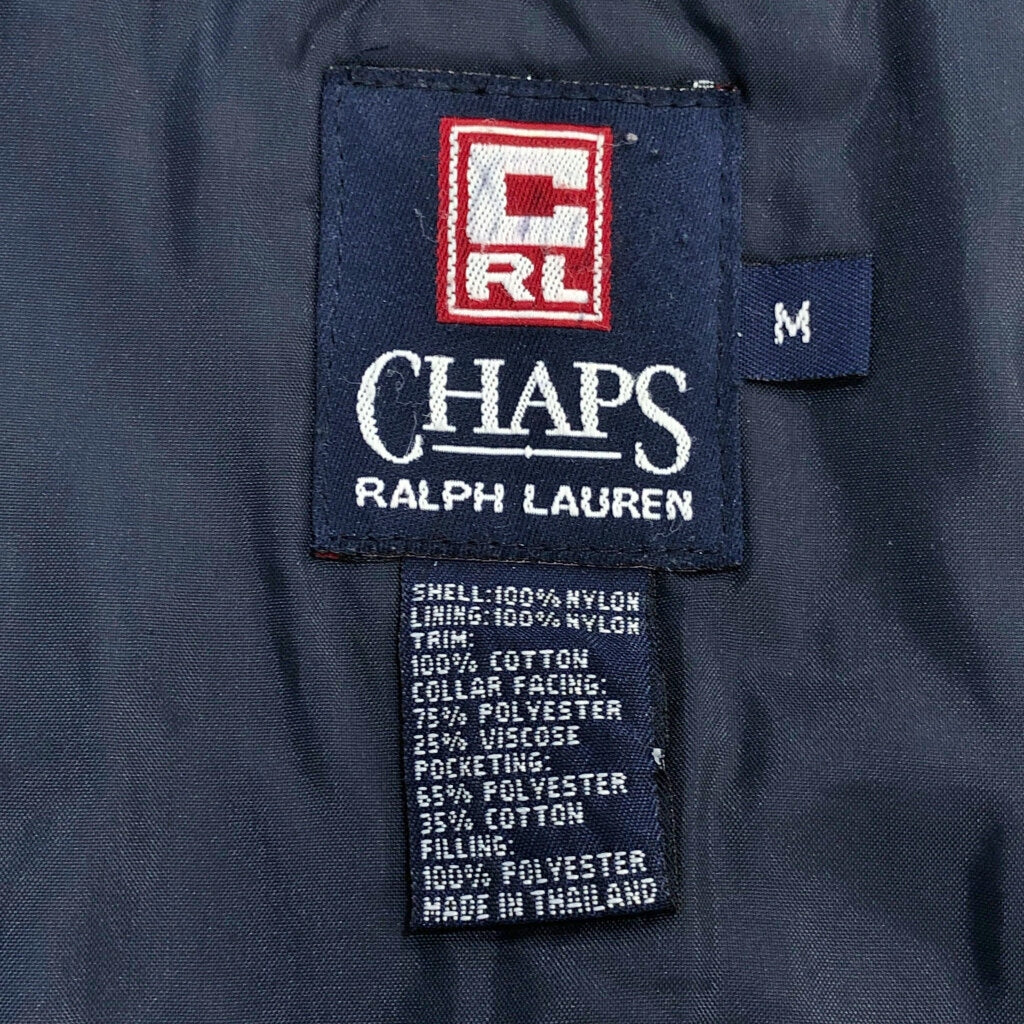 C
RL
CHAPS
RALPH LAUREN
M
SHELL:100% NYLON
LINING:100% NYLON
TRIM:
100% COTTON
COLLAR FACING:
75% POLYESTER
25% VISCOSE
POCKETING:
65% POLYESTER
35% COTTON
FILLING:
100% POLYESTER
MADE IN THAILAND